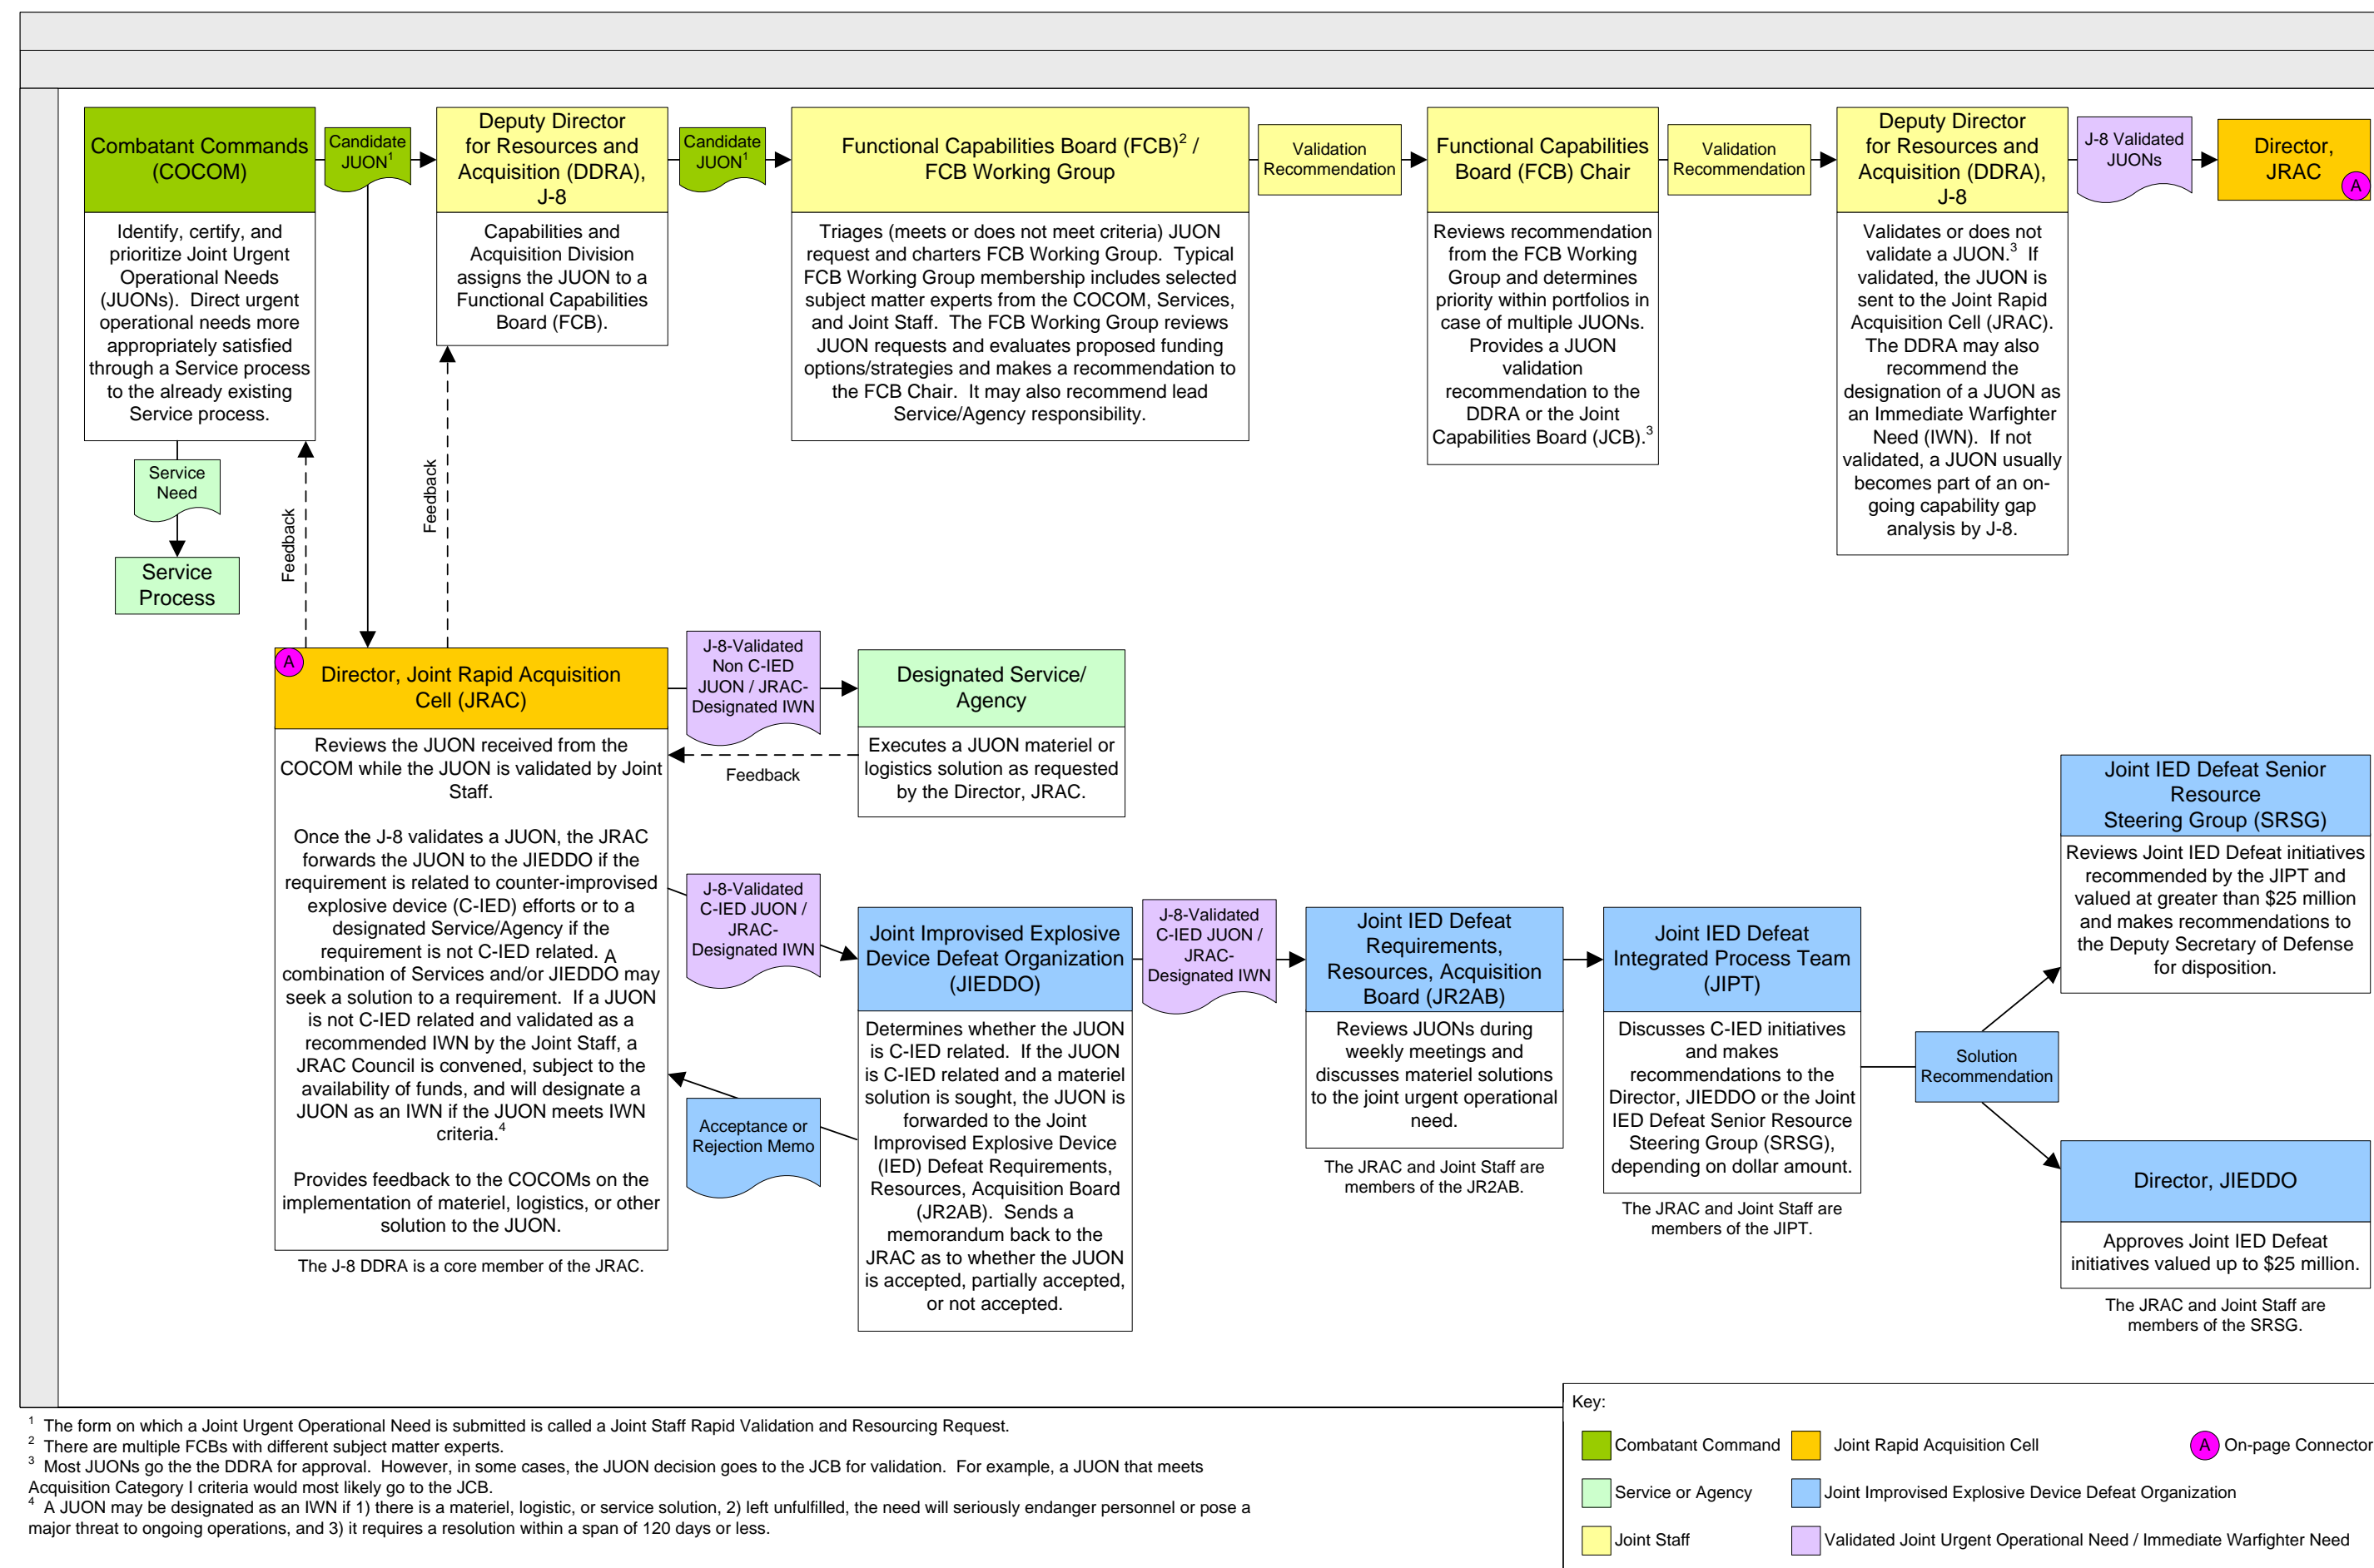 Combatant Commands
(COCOM)
Identify, certify, and
prioritize Joint Urgent
Operational Needs
(JUONs).  Direct urgent
operational needs more
appropriately satisfied
through a Service process
to the already existing
Service process.
Candidate
JUON1
Deputy Director
for Resources and
Acquisition (DDRA),
J-8
Capabilities and
Acquisition Division
assigns the JUON to a
Functional Capabilities
Board (FCB).
Candidate
JUON1
Functional Capabilities Board (FCB)2 /
FCB Working Group
Triages (meets or does not meet criteria) JUON
request and charters FCB Working Group.  Typical
FCB Working Group membership includes selected
subject matter experts from the COCOM, Services,
and Joint Staff.  The FCB Working Group reviews
JUON requests and evaluates proposed funding
options/strategies and makes a recommendation to
the FCB Chair.  It may also recommend lead
Service/Agency responsibility.
Validation
Recommendation
Functional Capabilities
Board (FCB) Chair
Reviews recommendation
from the FCB Working
Group and determines
priority within portfolios in
case of multiple JUONs.
Provides a JUON
validation
recommendation to the
DDRA or the Joint
Capabilities Board (JCB).3
Validation
Recommendation
Deputy Director
for Resources and
Acquisition (DDRA),
J-8
Validates or does not
validate a JUON.3  If
validated, the JUON is
sent to the Joint Rapid
Acquisition Cell (JRAC).
The DDRA may also
recommend the
designation of a JUON as
an Immediate Warfighter
Need (IWN).  If not
validated, a JUON usually
becomes part of an on-
going capability gap
analysis by J-8.
J-8 Validated
JUONs
Director,
JRAC
A
Service
Need
Service
Process
Feedback
Feedback
A
Director, Joint Rapid Acquisition
Cell (JRAC)
Reviews the JUON received from the
COCOM while the JUON is validated by Joint
Staff.
Once the J-8 validates a JUON, the JRAC
forwards the JUON to the JIEDDO if the
requirement is related to counter-improvised
explosive device (C-IED) efforts or to a
designated Service/Agency if the
requirement is not C-IED related. A
combination of Services and/or JIEDDO may
seek a solution to a requirement.  If a JUON
is not C-IED related and validated as a
recommended IWN by the Joint Staff, a
JRAC Council is convened, subject to the
availability of funds, and will designate a
JUON as an IWN if the JUON meets IWN
criteria.4
Provides feedback to the COCOMs on the
implementation of materiel, logistics, or other
solution to the JUON.
The J-8 DDRA is a core member of the JRAC.
J-8-Validated
Non C-IED
JUON / JRAC-
Designated IWN
Designated Service/
Agency
Executes a JUON materiel or
logistics solution as requested
by the Director, JRAC.
Feedback
J-8-Validated
C-IED JUON /
JRAC-
Designated IWN
Joint Improvised Explosive
Device Defeat Organization
(JIEDDO)
Determines whether the JUON
is C-IED related.  If the JUON
is C-IED related and a materiel
solution is sought, the JUON is
forwarded to the Joint
Improvised Explosive Device
(IED) Defeat Requirements,
Resources, Acquisition Board
(JR2AB).  Sends a
memorandum back to the
JRAC as to whether the JUON
is accepted, partially accepted,
or not accepted.
Acceptance or
Rejection Memo
J-8-Validated
C-IED JUON /
JRAC-
Designated IWN
Joint IED Defeat
Requirements,
Resources, Acquisition
Board (JR2AB)
Reviews JUONs during
weekly meetings and
discusses materiel solutions
to the joint urgent operational
need.
The JRAC and Joint Staff are
members of the JR2AB.
Joint IED Defeat
Integrated Process Team
(JIPT)
Discusses C-IED initiatives
and makes
recommendations to the
Director, JIEDDO or the Joint
IED Defeat Senior Resource
Steering Group (SRSG),
depending on dollar amount.
The JRAC and Joint Staff are
members of the JIPT.
Solution
Recommendation
Joint IED Defeat Senior
Resource
Steering Group (SRSG)
Reviews Joint IED Defeat initiatives
recommended by the JIPT and
valued at greater than $25 million
and makes recommendations to
the Deputy Secretary of Defense
for disposition.
Director, JIEDDO
Approves Joint IED Defeat
initiatives valued up to $25 million.
The JRAC and Joint Staff are
members of the SRSG.
1  The form on which a Joint Urgent Operational Need is submitted is called a Joint Staff Rapid Validation and Resourcing Request.
2  There are multiple FCBs with different subject matter experts.
3  Most JUONs go the the DDRA for approval.  However, in some cases, the JUON decision goes to the JCB for validation.  For example, a JUON that meets
Acquisition Category I criteria would most likely go to the JCB.
4  A JUON may be designated as an IWN if 1) there is a materiel, logistic, or service solution, 2) left unfulfilled, the need will seriously endanger personnel or pose a
major threat to ongoing operations, and 3) it requires a resolution within a span of 120 days or less.
Key:
Combatant Command
Joint Rapid Acquisition Cell
A On-page Connector
Service or Agency
Joint Improvised Explosive Device Defeat Organization
Joint Staff
Validated Joint Urgent Operational Need / Immediate Warfighter Need